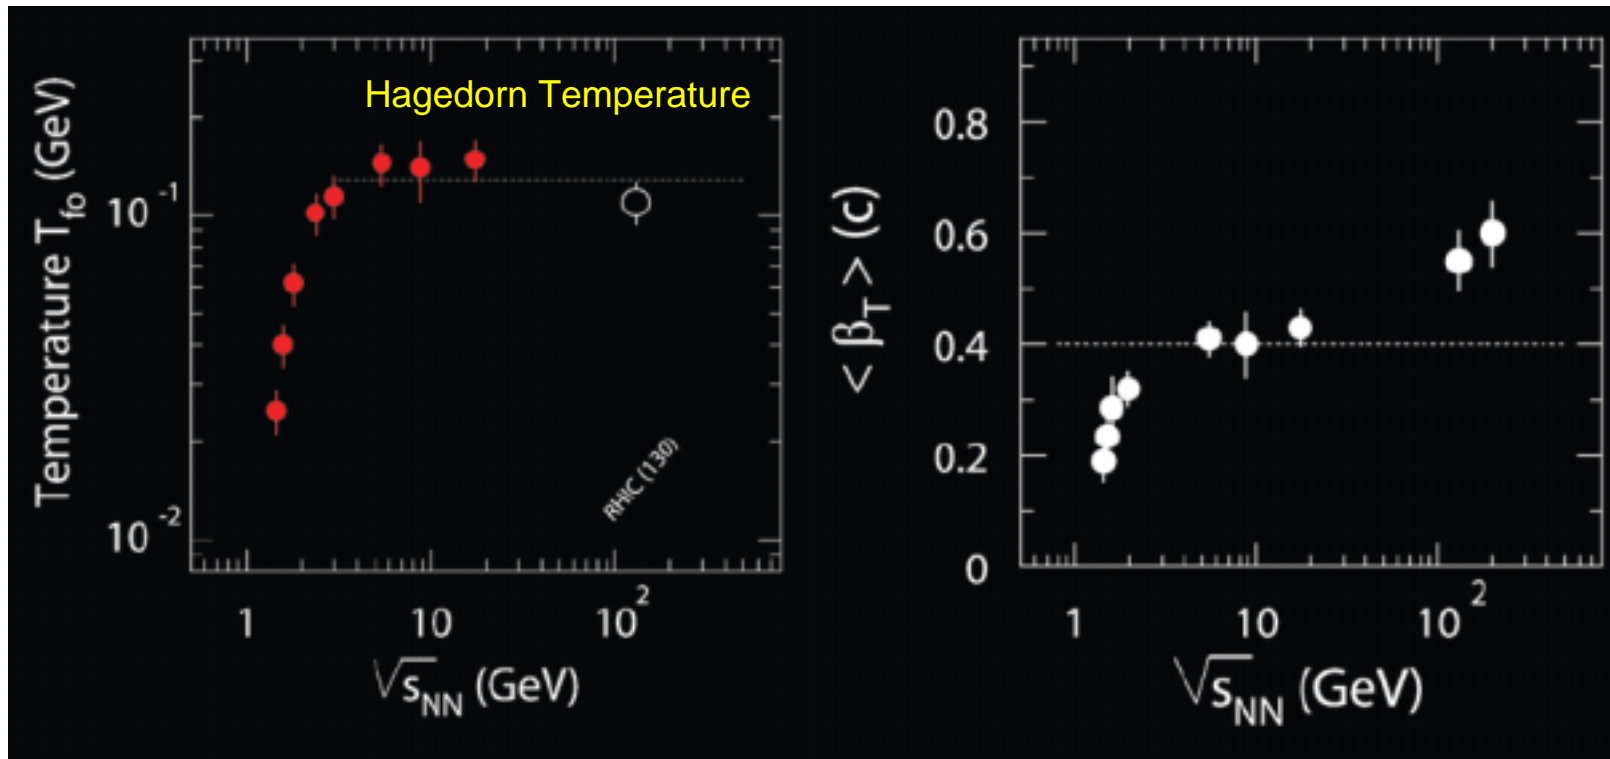 Hagedorn Temperature
Temperature T_fo (GeV)
10^-1
10^-2
RHIC (130)
1
10
10^2
√s_NN (GeV)
< β_T > (c)
0.8
0.6
0.4
0.2
0
1
10
10^2
√s_NN (GeV)